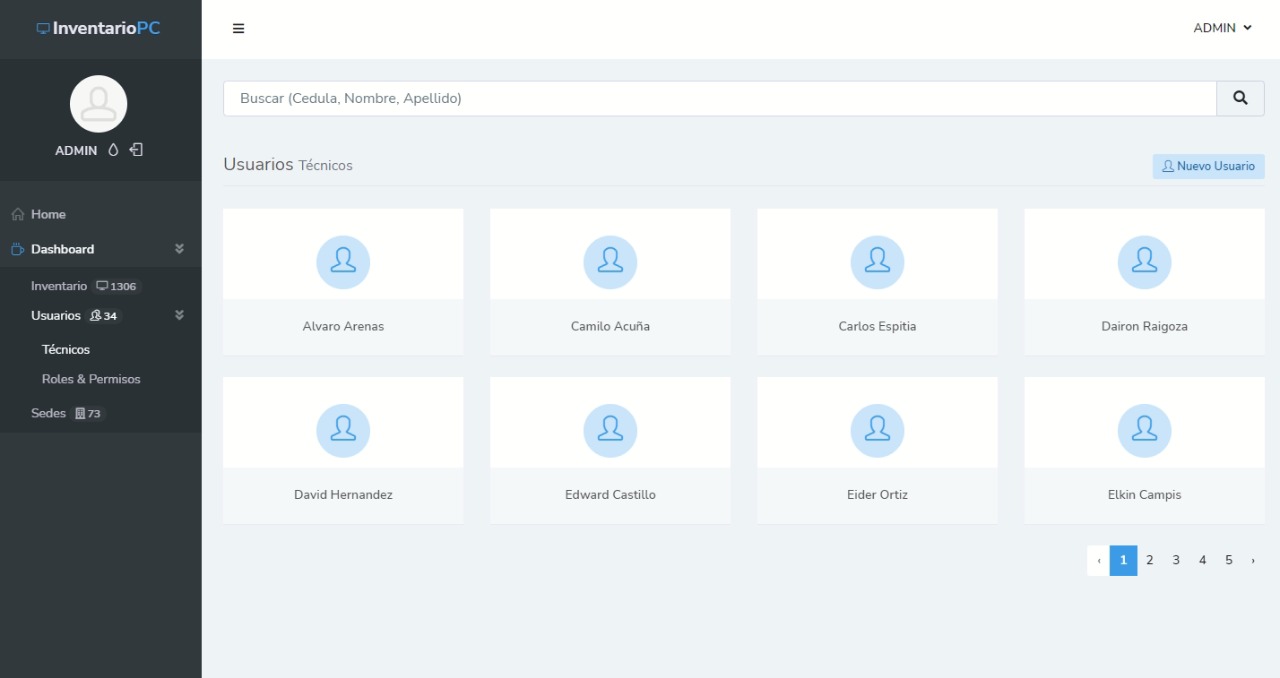 InventarioPC
ADMIN
Buscar (Cedula, Nombre, Apellido)
ADMIN
Usuarios Técnicos
Nuevo Usuario
Home
Dashboard
Inventario 1306
Usuarios 34
Técnicos
Roles & Permisos
Sedes 73
Alvaro Arenas
Camilo Acuña
Carlos Espitia
Dairon Raigoza
David Hernandez
Edward Castillo
Eider Ortiz
Elkin Campis
‹ 1 2 3 4 5 ›